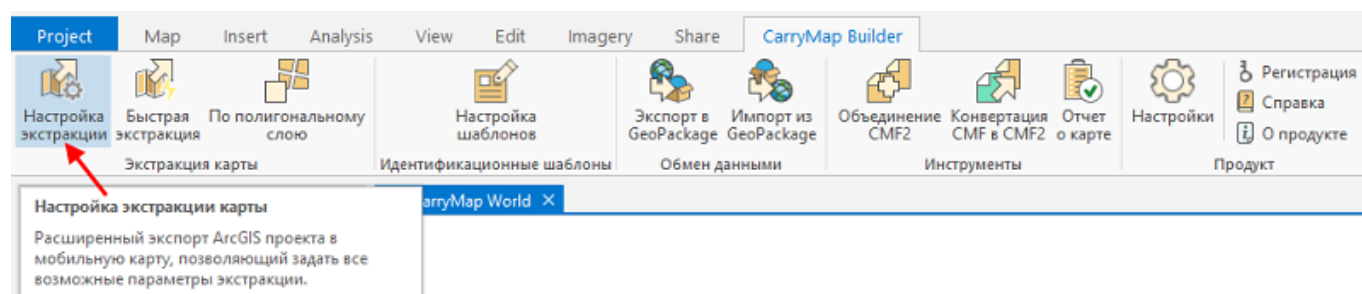 Project Map Insert Analysis View Edit Imagery Share CarryMap Builder
Настройка экстракции
Быстрая экстракция
По полигональному слою
Экстракция карты
Настройка шаблонов
Идентификационные шаблоны
Экспорт в GeoPackage
Импорт из GeoPackage
Обмен данными
Объединение CMF2
Конвертация CMF в CMF2
Отчет о карте
Инструменты
Настройки
Регистрация
Справка
О продукте
Продукт
arryMap World
Настройка экстракции карты
Расширенный экспорт ArcGIS проекта в
мобильную карту, позволяющий задать все
возможные параметры экстракции.